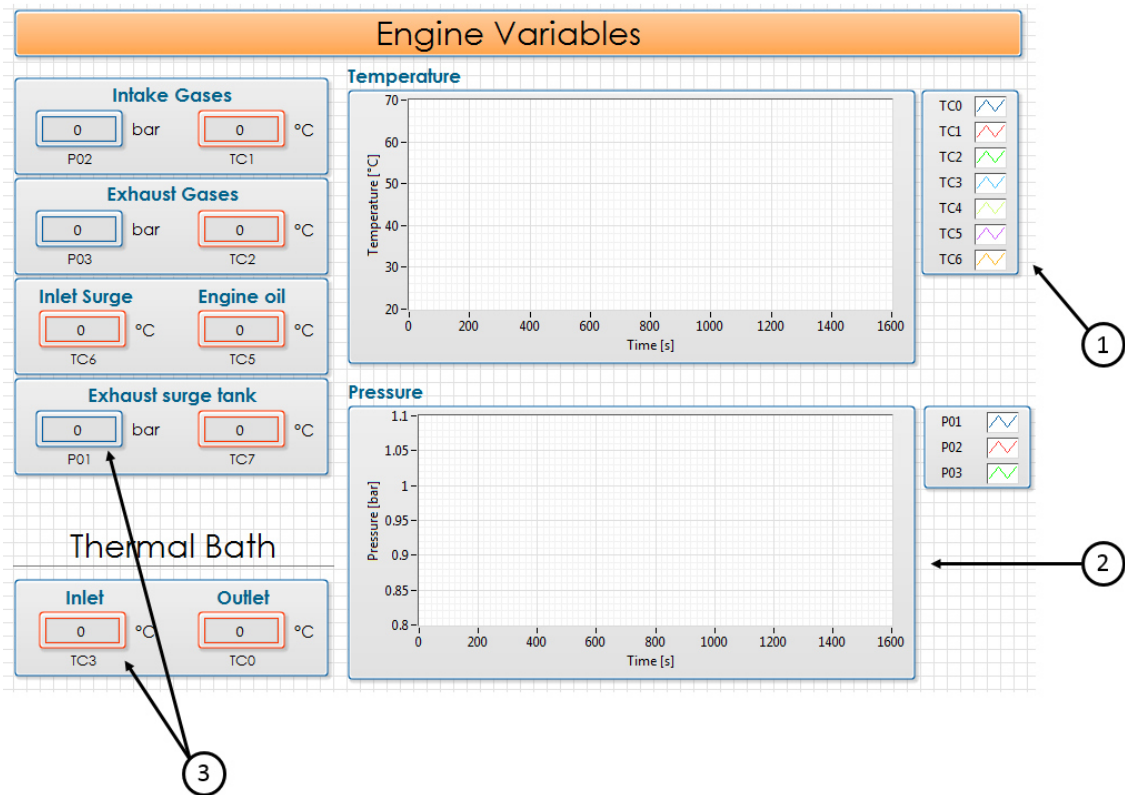 Engine Variables
Intake Gases
0 bar 0 °C
P02 TC1
Exhaust Gases
0 bar 0 °C
P03 TC2
Inlet Surge Engine oil
0 °C 0 °C
TC6 TC5
Exhaust surge tank
0 bar 0 °C
P01 TC7
Thermal Bath
Inlet Outlet
0 °C 0 °C
TC3 TC0
Temperature
Temperature [°C]
70
60
50
40
30
20
0 200 400 600 800 1000 1200 1400 1600
Time [s]
TC0
TC1
TC2
TC3
TC4
TC5
TC6
1
Pressure
Pressure [bar]
1.1
1.05
1
0.95
0.9
0.85
0.8
0 200 400 600 800 1000 1200 1400 1600
Time [s]
P01
P02
P03
2
3